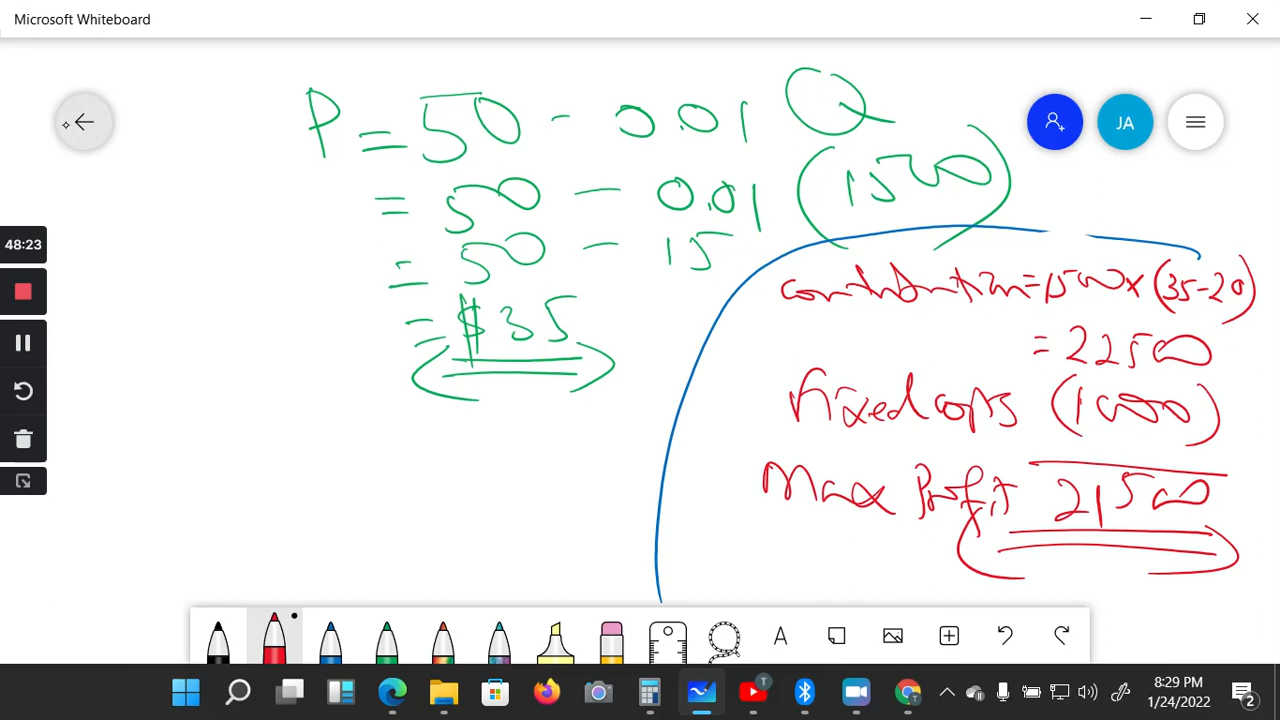 Microsoft Whiteboard
P = 50 - 0.01 Q
= 50 - 0.01 (1500)
= 50 - 15
= $35
JA
48:23
contribution = 1500 x (35-20)
= 22500
Fixed costs (1000)
Max Profit 21500
A
T
T
8:29 PM
1/24/2022
2